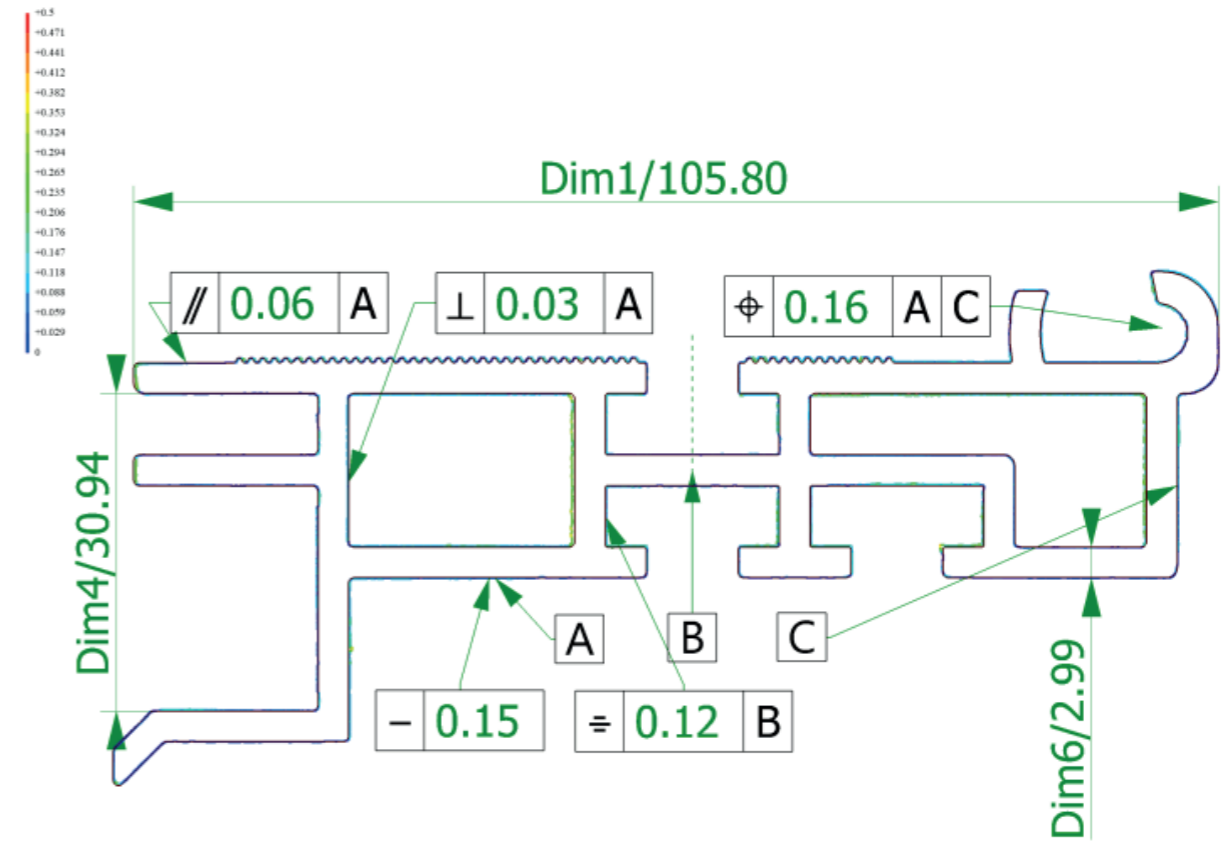 +0.5
+0.471
+0.441
+0.412
+0.382
+0.353
+0.324
+0.294
+0.265
+0.235
+0.206
+0.176
+0.147
+0.118
+0.088
+0.059
+0.029
0
Dim1/105.80
⫽ 0.06 A
⊥ 0.03 A
⌖ 0.16 A C
Dim4/30.94
A
B
C
⏤ 0.15
⌯ 0.12 B
Dim6/2.99